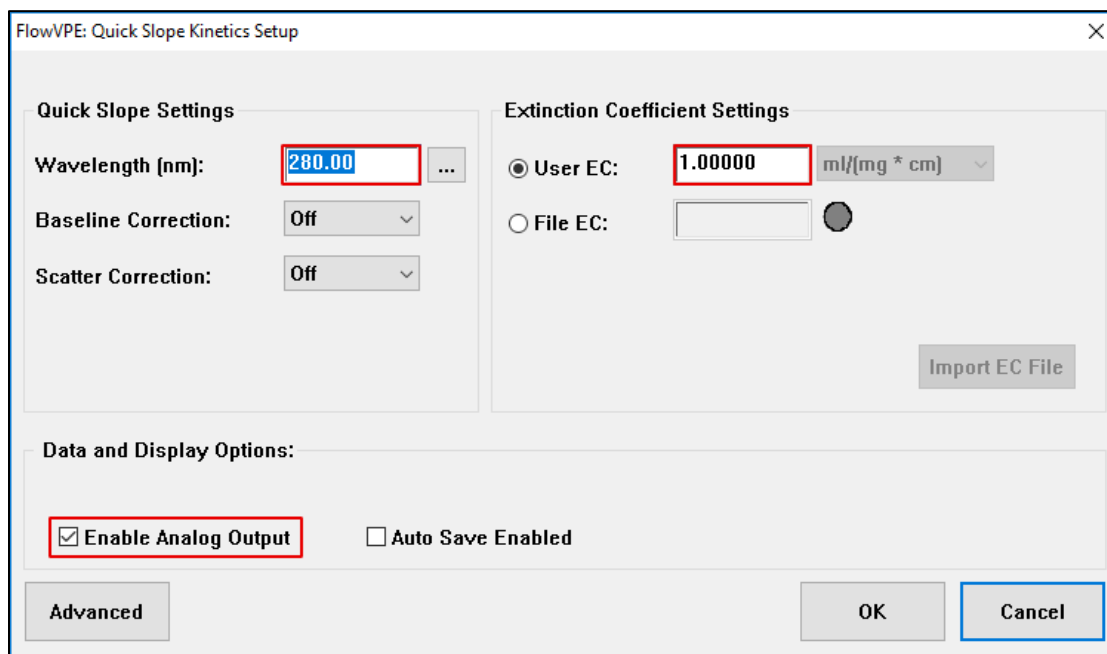 FlowVPE: Quick Slope Kinetics Setup
Quick Slope Settings
Wavelength (nm): 280.00 ...
Baseline Correction: Off
Scatter Correction: Off
Extinction Coefficient Settings
User EC: 1.00000 ml/(mg * cm)
File EC:
Import EC File
Data and Display Options:
Enable Analog Output Auto Save Enabled
Advanced OK Cancel